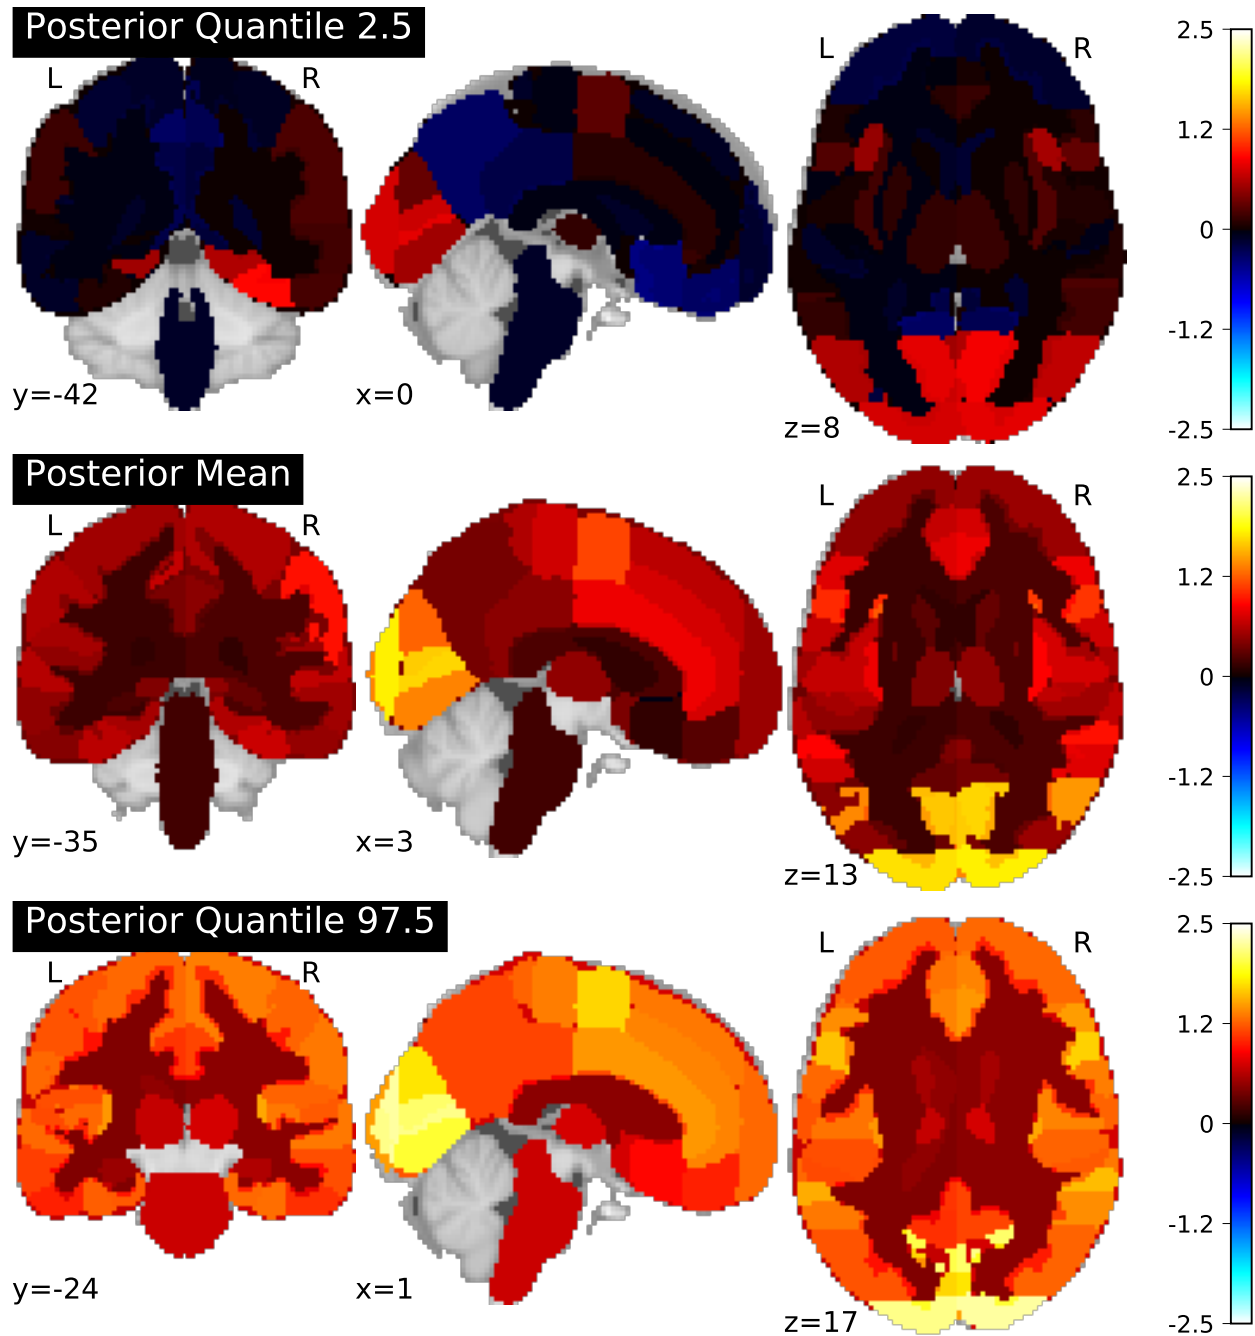 Posterior Quantile 2.5
L R L R
y=-42 x=0 z=8
2.5
1.2
0
-1.2
-2.5
Posterior Mean
L R L R
y=-35 x=3 z=13
2.5
1.2
0
-1.2
-2.5
Posterior Quantile 97.5
L R L R
y=-24 x=1 z=17
2.5
1.2
0
-1.2
-2.5